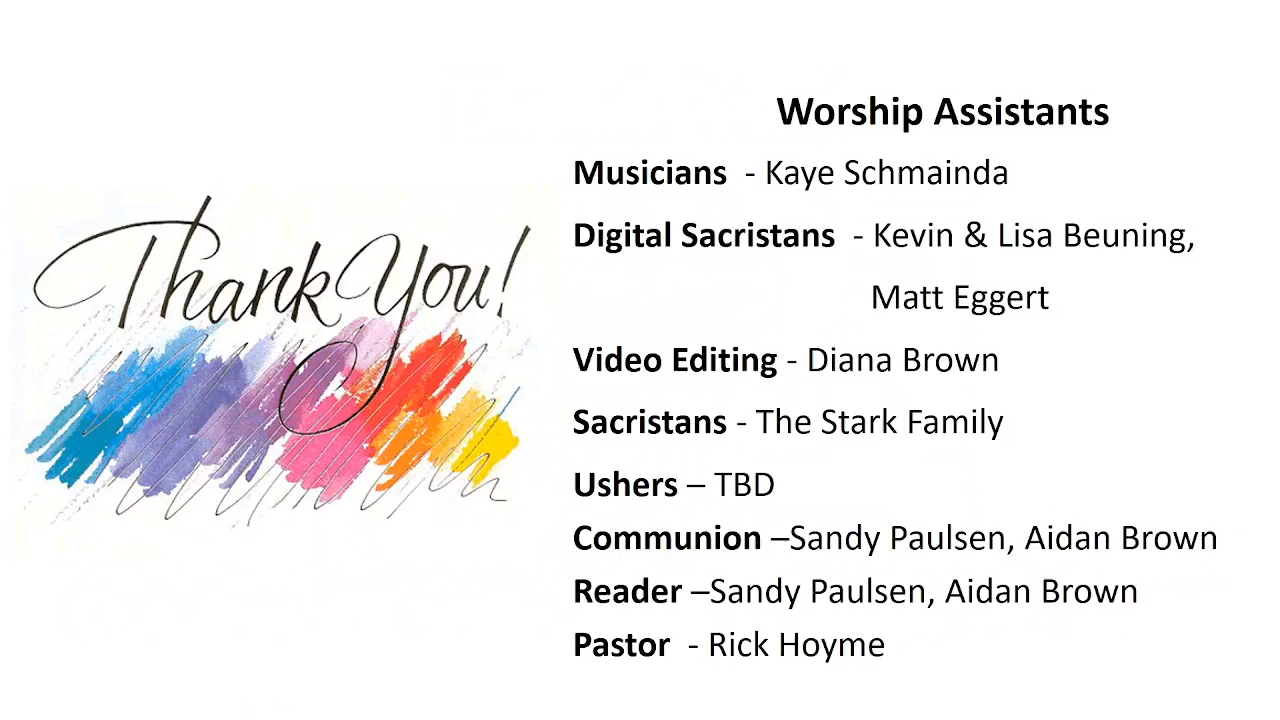 Thank You!
Worship Assistants
Musicians - Kaye Schmainda
Digital Sacristans - Kevin & Lisa Beuning,
Matt Eggert
Video Editing - Diana Brown
Sacristans - The Stark Family
Ushers – TBD
Communion –Sandy Paulsen, Aidan Brown
Reader –Sandy Paulsen, Aidan Brown
Pastor - Rick Hoyme